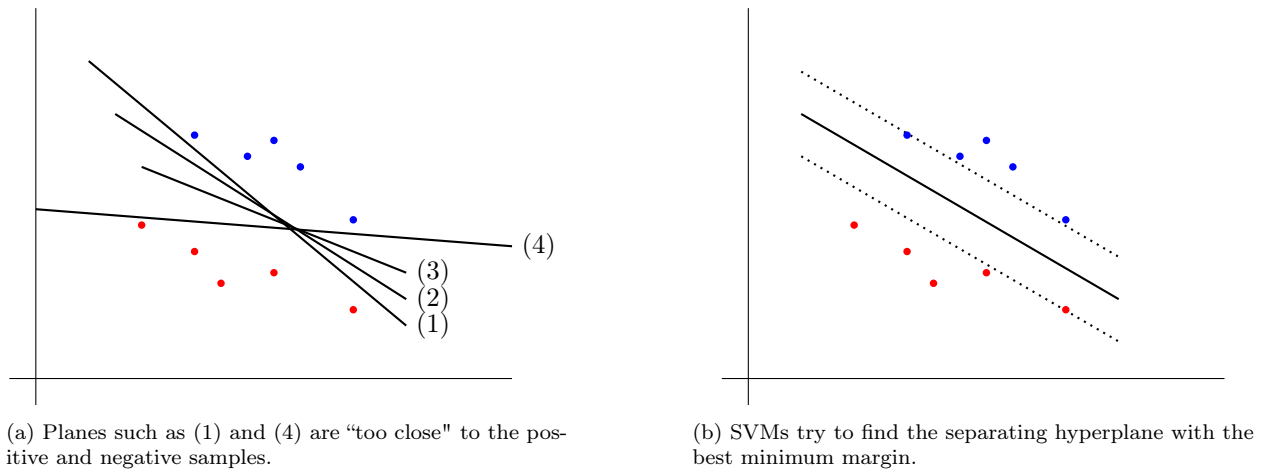 (4)
(3)
(2)
(1)
(a) Planes such as (1) and (4) are “too close" to the pos-
itive and negative samples.
(b) SVMs try to find the separating hyperplane with the
best minimum margin.